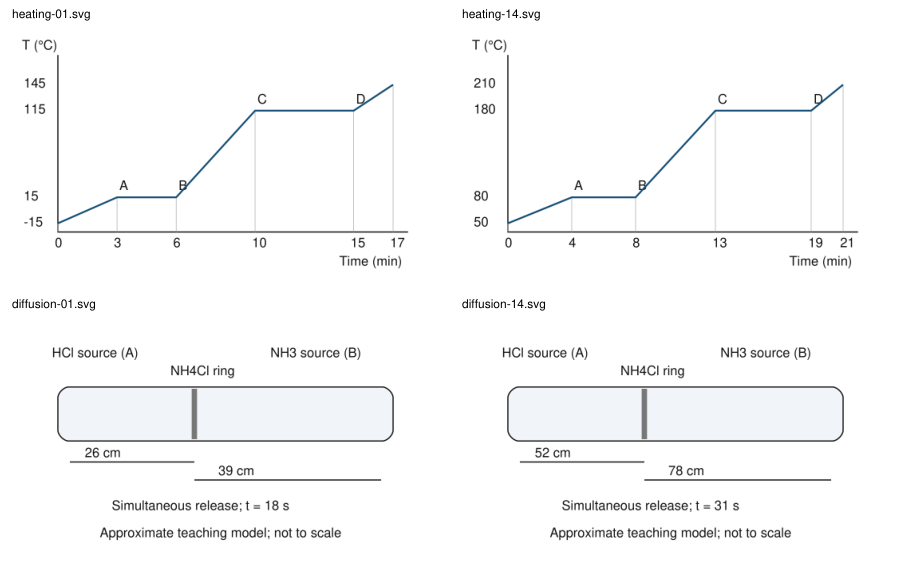 heating-01.svg
T (°C)
145
115
15
-15
A
B
C
D
0 3 6 10 15 17
Time (min)
heating-14.svg
T (°C)
210
180
80
50
A
B
C
D
0 4 8 13 19 21
Time (min)
diffusion-01.svg
HCl source (A) NH3 source (B)
NH4Cl ring
26 cm
39 cm
Simultaneous release; t = 18 s
Approximate teaching model; not to scale
diffusion-14.svg
HCl source (A) NH3 source (B)
NH4Cl ring
52 cm
78 cm
Simultaneous release; t = 31 s
Approximate teaching model; not to scale